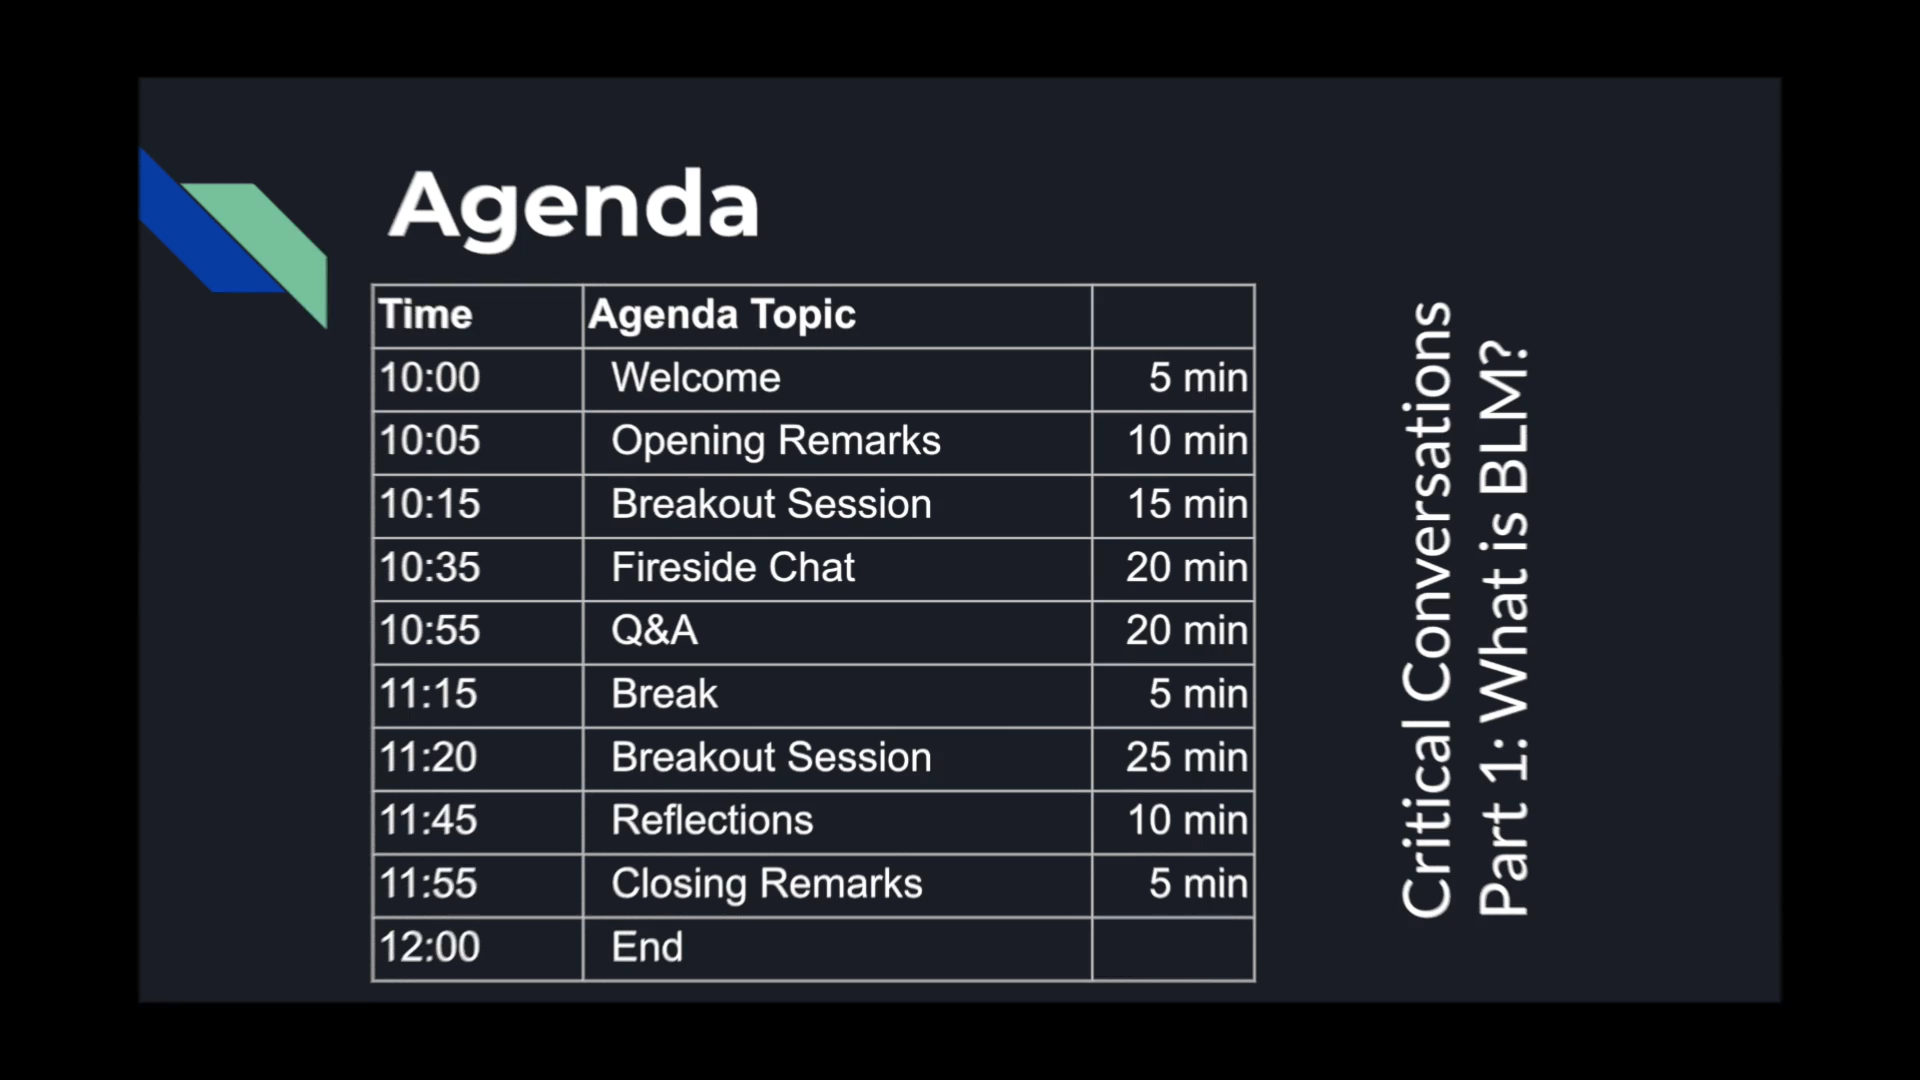 Agenda
Time Agenda Topic
10:00 Welcome 5 min
10:05 Opening Remarks 10 min
10:15 Breakout Session 15 min
10:35 Fireside Chat 20 min
10:55 Q&A 20 min
11:15 Break 5 min
11:20 Breakout Session 25 min
11:45 Reflections 10 min
11:55 Closing Remarks 5 min
12:00 End
Critical Conversations
Part 1: What is BLM?